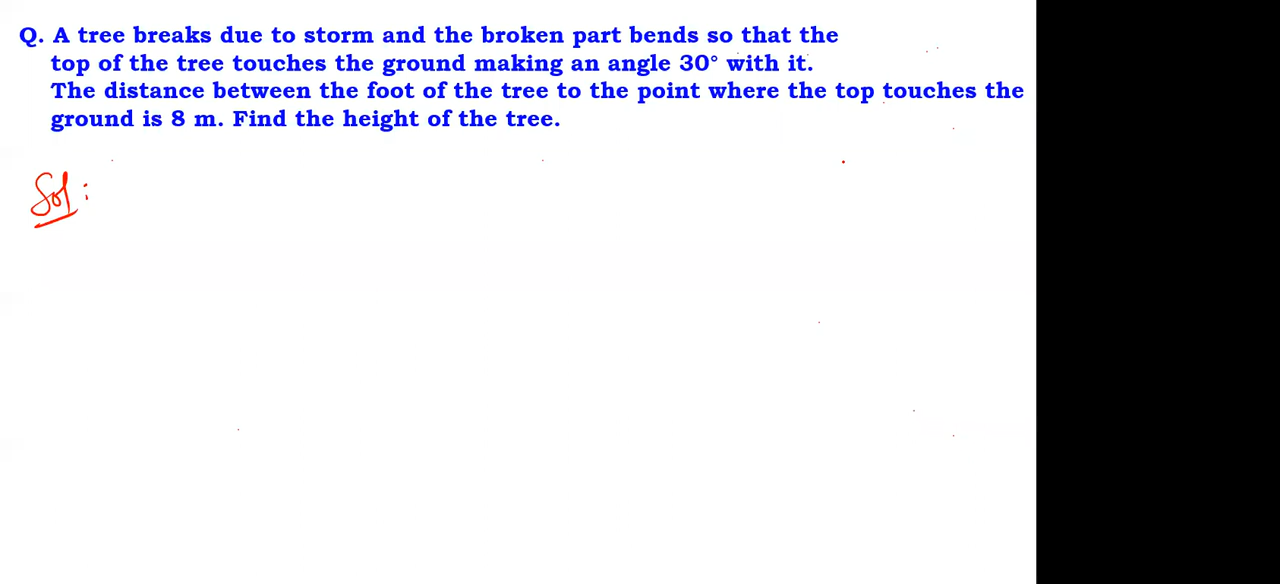 Q. A tree breaks due to storm and the broken part bends so that the
top of the tree touches the ground making an angle 30° with it.
The distance between the foot of the tree to the point where the top touches the
ground is 8 m. Find the height of the tree.
Sol: